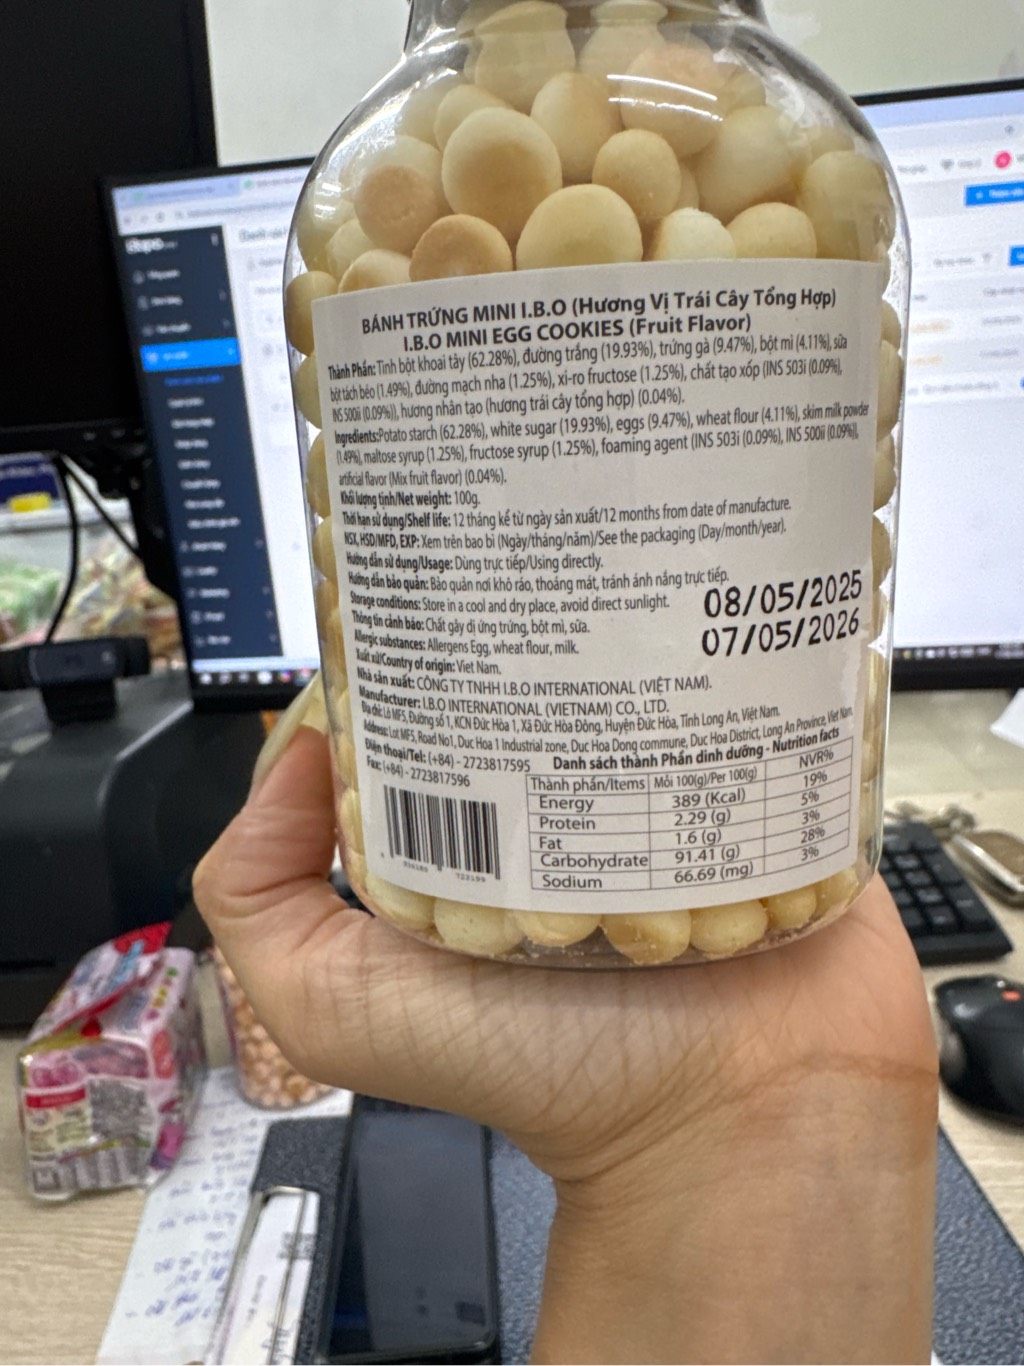 BÁNH TRỨNG MINI I.B.O (Hương Vị Trái Cây Tổng Hợp)
I.B.O MINI EGG COOKIES (Fruit Flavor)
Thành Phần: Tinh bột khoai tây (62.28%), đường trắng (19.93%), trứng gà (9.47%), bột mì (4.11%), sữa
bột tách béo (1.49%), đường mạch nha (1.25%), xi-ro fructose (1.25%), chất tạo xốp (INS 503i (0.09%),
INS 500ii (0.09%)), hương nhân tạo (hương trái cây tổng hợp) (0.04%).
Ingredients: Potato starch (62.28%), white sugar (19.93%), eggs (9.47%), wheat flour (4.11%), skim milk powder
(1.49%), maltose syrup (1.25%), fructose syrup (1.25%), foaming agent (INS 503i (0.09%), INS 500ii (0.09%)),
artificial flavor (Mix fruit flavor) (0.04%).
Khối lượng tịnh/Net weight: 100g.
Thời hạn sử dụng/Shelf life: 12 tháng kể từ ngày sản xuất/12 months from date of manufacture.
NSX, HSD/MFD, EXP: Xem trên bao bì (Ngày/tháng/năm)/See the packaging (Day/month/year).
Hướng dẫn sử dụng/Usage: Dùng trực tiếp/Using directly.
Hướng dẫn bảo quản: Bảo quản nơi khô ráo, thoáng mát, tránh ánh nắng trực tiếp.
Storage conditions: Store in a cool and dry place, avoid direct sunlight.
08/05/2025
Thông tin cảnh báo: Chất gây dị ứng trứng, bột mì, sữa.
07/05/2026
Allergic substances: Allergens Egg, wheat flour, milk.
Xuất xứ/Country of origin: Viet Nam.
Nhà sản xuất: CÔNG TY TNHH I.B.O INTERNATIONAL (VIỆT NAM).
Manufacturer: I.B.O INTERNATIONAL (VIETNAM) CO., LTD.
Địa chỉ: Lô MF5, Đường số 1, KCN Đức Hòa 1, Xã Đức Hòa Đông, Huyện Đức Hòa, Tỉnh Long An, Việt Nam.
Address: Lot MF5, Road No1, Duc Hoa 1 Industrial zone, Duc Hoa Dong commune, Duc Hoa District, Long An Province, Viet Nam.
Điện thoại/Tel: (+84) - 2723817595
Fax: (+84) - 2723817596
Danh sách thành Phần dinh dưỡng - Nutrition facts
Thành phần/Items Mỗi 100(g)/Per 100(g) NVR%
Energy 389 (Kcal) 19%
Protein 2.29 (g) 5%
Fat 1.6 (g) 3%
Carbohydrate 91.41 (g) 28%
Sodium 66.69 (mg) 3%